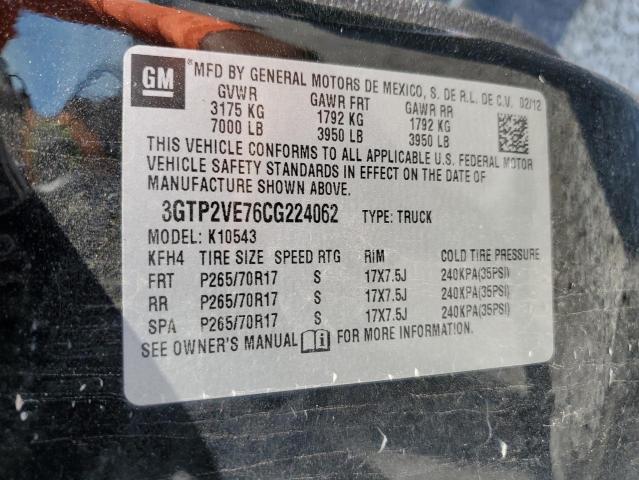 GM ® MFD BY GENERAL MOTORS DE MEXICO, S. DE R.L. DE C.V. 02/12
GVWR GAWR FRT GAWR RR
3175 KG 1792 KG 1792 KG
7000 LB 3950 LB 3950 LB
THIS VEHICLE CONFORMS TO ALL APPLICABLE U.S. FEDERAL MOTOR
VEHICLE SAFETY STANDARDS IN EFFECT ON THE DATE OF
MANUFACTURE SHOWN ABOVE.
3GTP2VE76CG224062 TYPE: TRUCK
MODEL: K10543
KFH4 TIRE SIZE SPEED RTG RIM COLD TIRE PRESSURE
FRT P265/70R17 S 17X7.5J 240KPA(35PSI)
RR P265/70R17 S 17X7.5J 240KPA(35PSI)
SPA P265/70R17 S 17X7.5J 240KPA(35PSI)
SEE OWNER'S MANUAL FOR MORE INFORMATION.